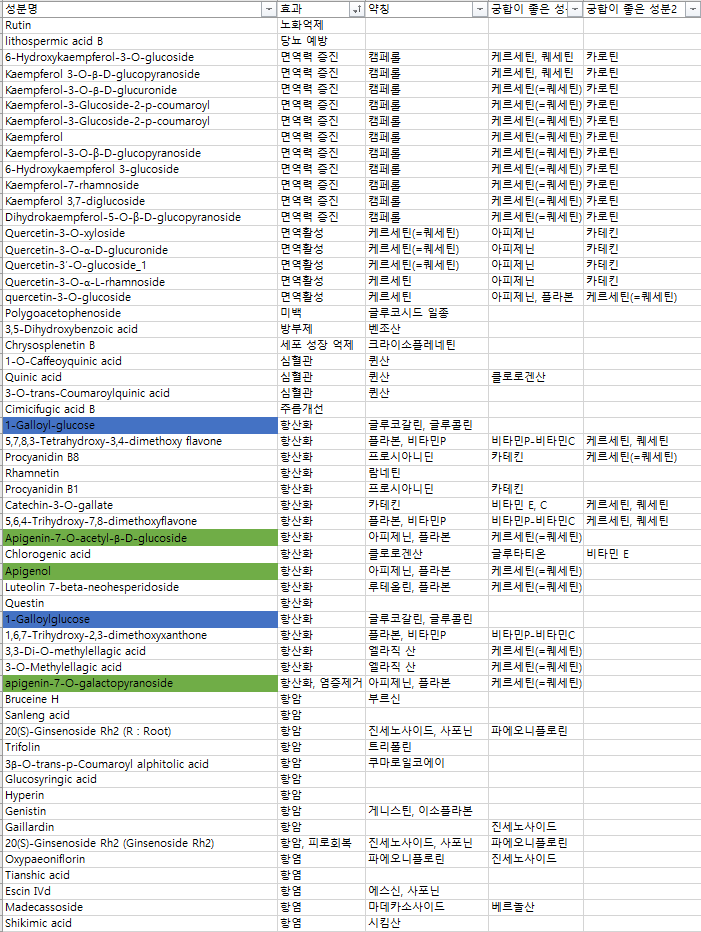 성분명 효과 약칭 궁합이 좋은 성 궁합이 좋은 성분2
Rutin 노화억제
lithospermic acid B 당뇨 예방
6-Hydroxykaempferol-3-O-glucoside 면역력 증진 캠페롤 케르세틴, 퀘세틴 카로틴
Kaempferol 3-O-β-D-glucopyranoside 면역력 증진 캠페롤 케르세틴, 퀘세틴 카로틴
Kaempferol-3-O-β-D-glucuronide 면역력 증진 캠페롤 케르세틴(=퀘세틴) 카로틴
Kaempferol-3-Glucoside-2-p-coumaroyl 면역력 증진 캠페롤 케르세틴(=퀘세틴) 카로틴
Kaempferol-3-Glucoside-2-p-coumaroyl 면역력 증진 캠페롤 케르세틴(=퀘세틴) 카로틴
Kaempferol 면역력 증진 캠페롤 케르세틴(=퀘세틴) 카로틴
Kaempferol-3-O-β-D-glucopyranoside 면역력 증진 캠페롤 케르세틴(=퀘세틴) 카로틴
6-Hydroxykaempferol 3-glucoside 면역력 증진 캠페롤 케르세틴(=퀘세틴) 카로틴
Kaempferol-7-rhamnoside 면역력 증진 캠페롤 케르세틴(=퀘세틴) 카로틴
Kaempferol 3,7-diglucoside 면역력 증진 캠페롤 케르세틴(=퀘세틴) 카로틴
Dihydrokaempferol-5-O-β-D-glucopyranoside 면역력 증진 캠페롤 케르세틴(=퀘세틴) 카로틴
Quercetin-3-O-xyloside 면역활성 케르세틴(=퀘세틴) 아피제닌 카테킨
Quercetin-3-O-α-D-glucuronide 면역활성 케르세틴(=퀘세틴) 아피제닌 카테킨
Quercetin-3'-O-glucoside_1 면역활성 케르세틴(=퀘세틴) 아피제닌 카테킨
Quercetin-3-O-α-L-rhamnoside 면역활성 케르세틴 아피제닌 카테킨
quercetin-3-O-glucoside 면역활성 케르세틴 아피제닌, 플라본 케르세틴(=퀘세틴)
Polygoacetophenoside 미백 글루코시드 일종
3,5-Dihydroxybenzoic acid 방부제 벤조산
Chrysosplenetin B 세포 성장 억제 크라이소플레네틴
1-O-Caffeoyquinic acid 심혈관 퀸산
Quinic acid 심혈관 퀸산 클로로겐산
3-O-trans-Coumaroylquinic acid 심혈관 퀸산
Cimicifugic acid B 주름개선
1-Galloyl-glucose 항산화 글루코갈린, 글루콜린
5,7,8,3-Tetrahydroxy-3,4-dimethoxy flavone 항산화 플라본, 비타민P 비타민P-비타민C 케르세틴, 퀘세틴
Procyanidin B8 항산화 프로시아니딘 카테킨 케르세틴(=퀘세틴)
Rhamnetin 항산화 람네틴
Procyanidin B1 항산화 프로시아니딘 카테킨
Catechin-3-O-gallate 항산화 카테킨 비타민 E, C 케르세틴, 퀘세틴
5,6,4-Trihydroxy-7,8-dimethoxyflavone 항산화 플라본, 비타민P 비타민P-비타민C 케르세틴, 퀘세틴
Apigenin-7-O-acetyl-β-D-glucoside 항산화 아피제닌, 플라본 케르세틴(=퀘세틴)
Chlorogenic acid 항산화 클로로겐산 글루타티온 비타민 E
Apigenol 항산화 아피제닌, 플라본 케르세틴(=퀘세틴)
Luteolin 7-beta-neohesperidoside 항산화 루테올린, 플라본 케르세틴(=퀘세틴)
Questin 항산화
1-Galloylglucose 항산화 글루코갈린, 글루콜린
1,6,7-Trihydroxy-2,3-dimethoxyxanthone 항산화 플라본, 비타민P 비타민P-비타민C
3,3-Di-O-methylellagic acid 항산화 엘라직 산 케르세틴(=퀘세틴)
3-O-Methylellagic acid 항산화 엘라직 산 케르세틴(=퀘세틴)
apigenin-7-O-galactopyranoside 항산화, 염증제거 아피제닌, 플라본 케르세틴(=퀘세틴)
Bruceine H 항암 부르신
Sanleng acid 항암
20(S)-Ginsenoside Rh2 (R : Root) 항암 진세노사이드, 사포닌 파에오니플로린
Trifolin 항암 트리폴린
3β-O-trans-p-Coumaroyl alphitolic acid 항암 쿠마로일코에이
Glucosyringic acid 항암
Hyperin 항암
Genistin 항암 게니스틴, 이소플라본
Gaillardin 항암 진세노사이드
20(S)-Ginsenoside Rh2 (Ginsenoside Rh2) 항암, 피로회복 진세노사이드, 사포닌 파에오니플로린
Oxypaeoniflorin 항염 파에오니플로린 진세노사이드
Tianshic acid 항염
Escin IVd 항염 에스신, 사포닌
Madecassoside 항염 마데카소사이드 베르놀산
Shikimic acid 항염 시킴산